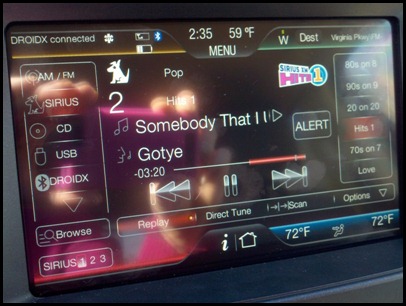 DROIDX connected
2:35
59 °F
MENU
W
Dest
Virginia Pkwy, 
AM / FM
SIRIUS
CD
USB
DROIDX
Browse
SIRIUS 1 2 3
Pop
2
Hits 1
Somebody That I U
Gotye
-03:20
SIRIUS XM
HITS 1
ALERT
Replay
Direct Tune
Scan
Options
80s on 8
90s on 9
20 on 20
Hits 1
70s on 7
Love
i
72°F
72°F